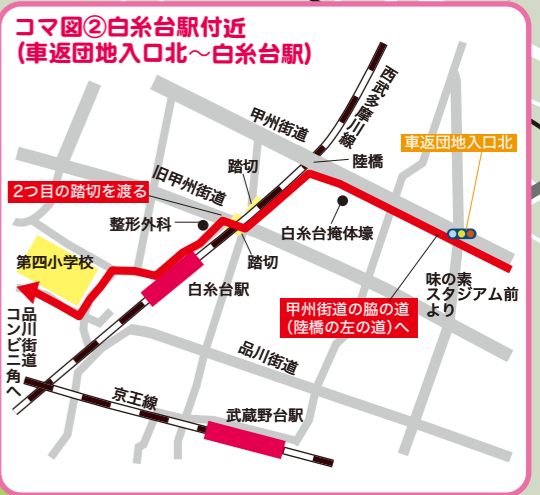 コマ図②白糸台駅付近
(車返団地入口北～白糸台駅)
西武多摩川線
甲州街道
車返団地入口北
踏切
陸橋
旧甲州街道
2つ目の踏切を渡る
整形外科
白糸台掩体壕
第四小学校
踏切
白糸台駅
味の素
スタジアム前
より
甲州街道の脇の道
(陸橋の左の道)へ
品川街道
コンビニ角へ
品川街道
京王線
武蔵野台駅